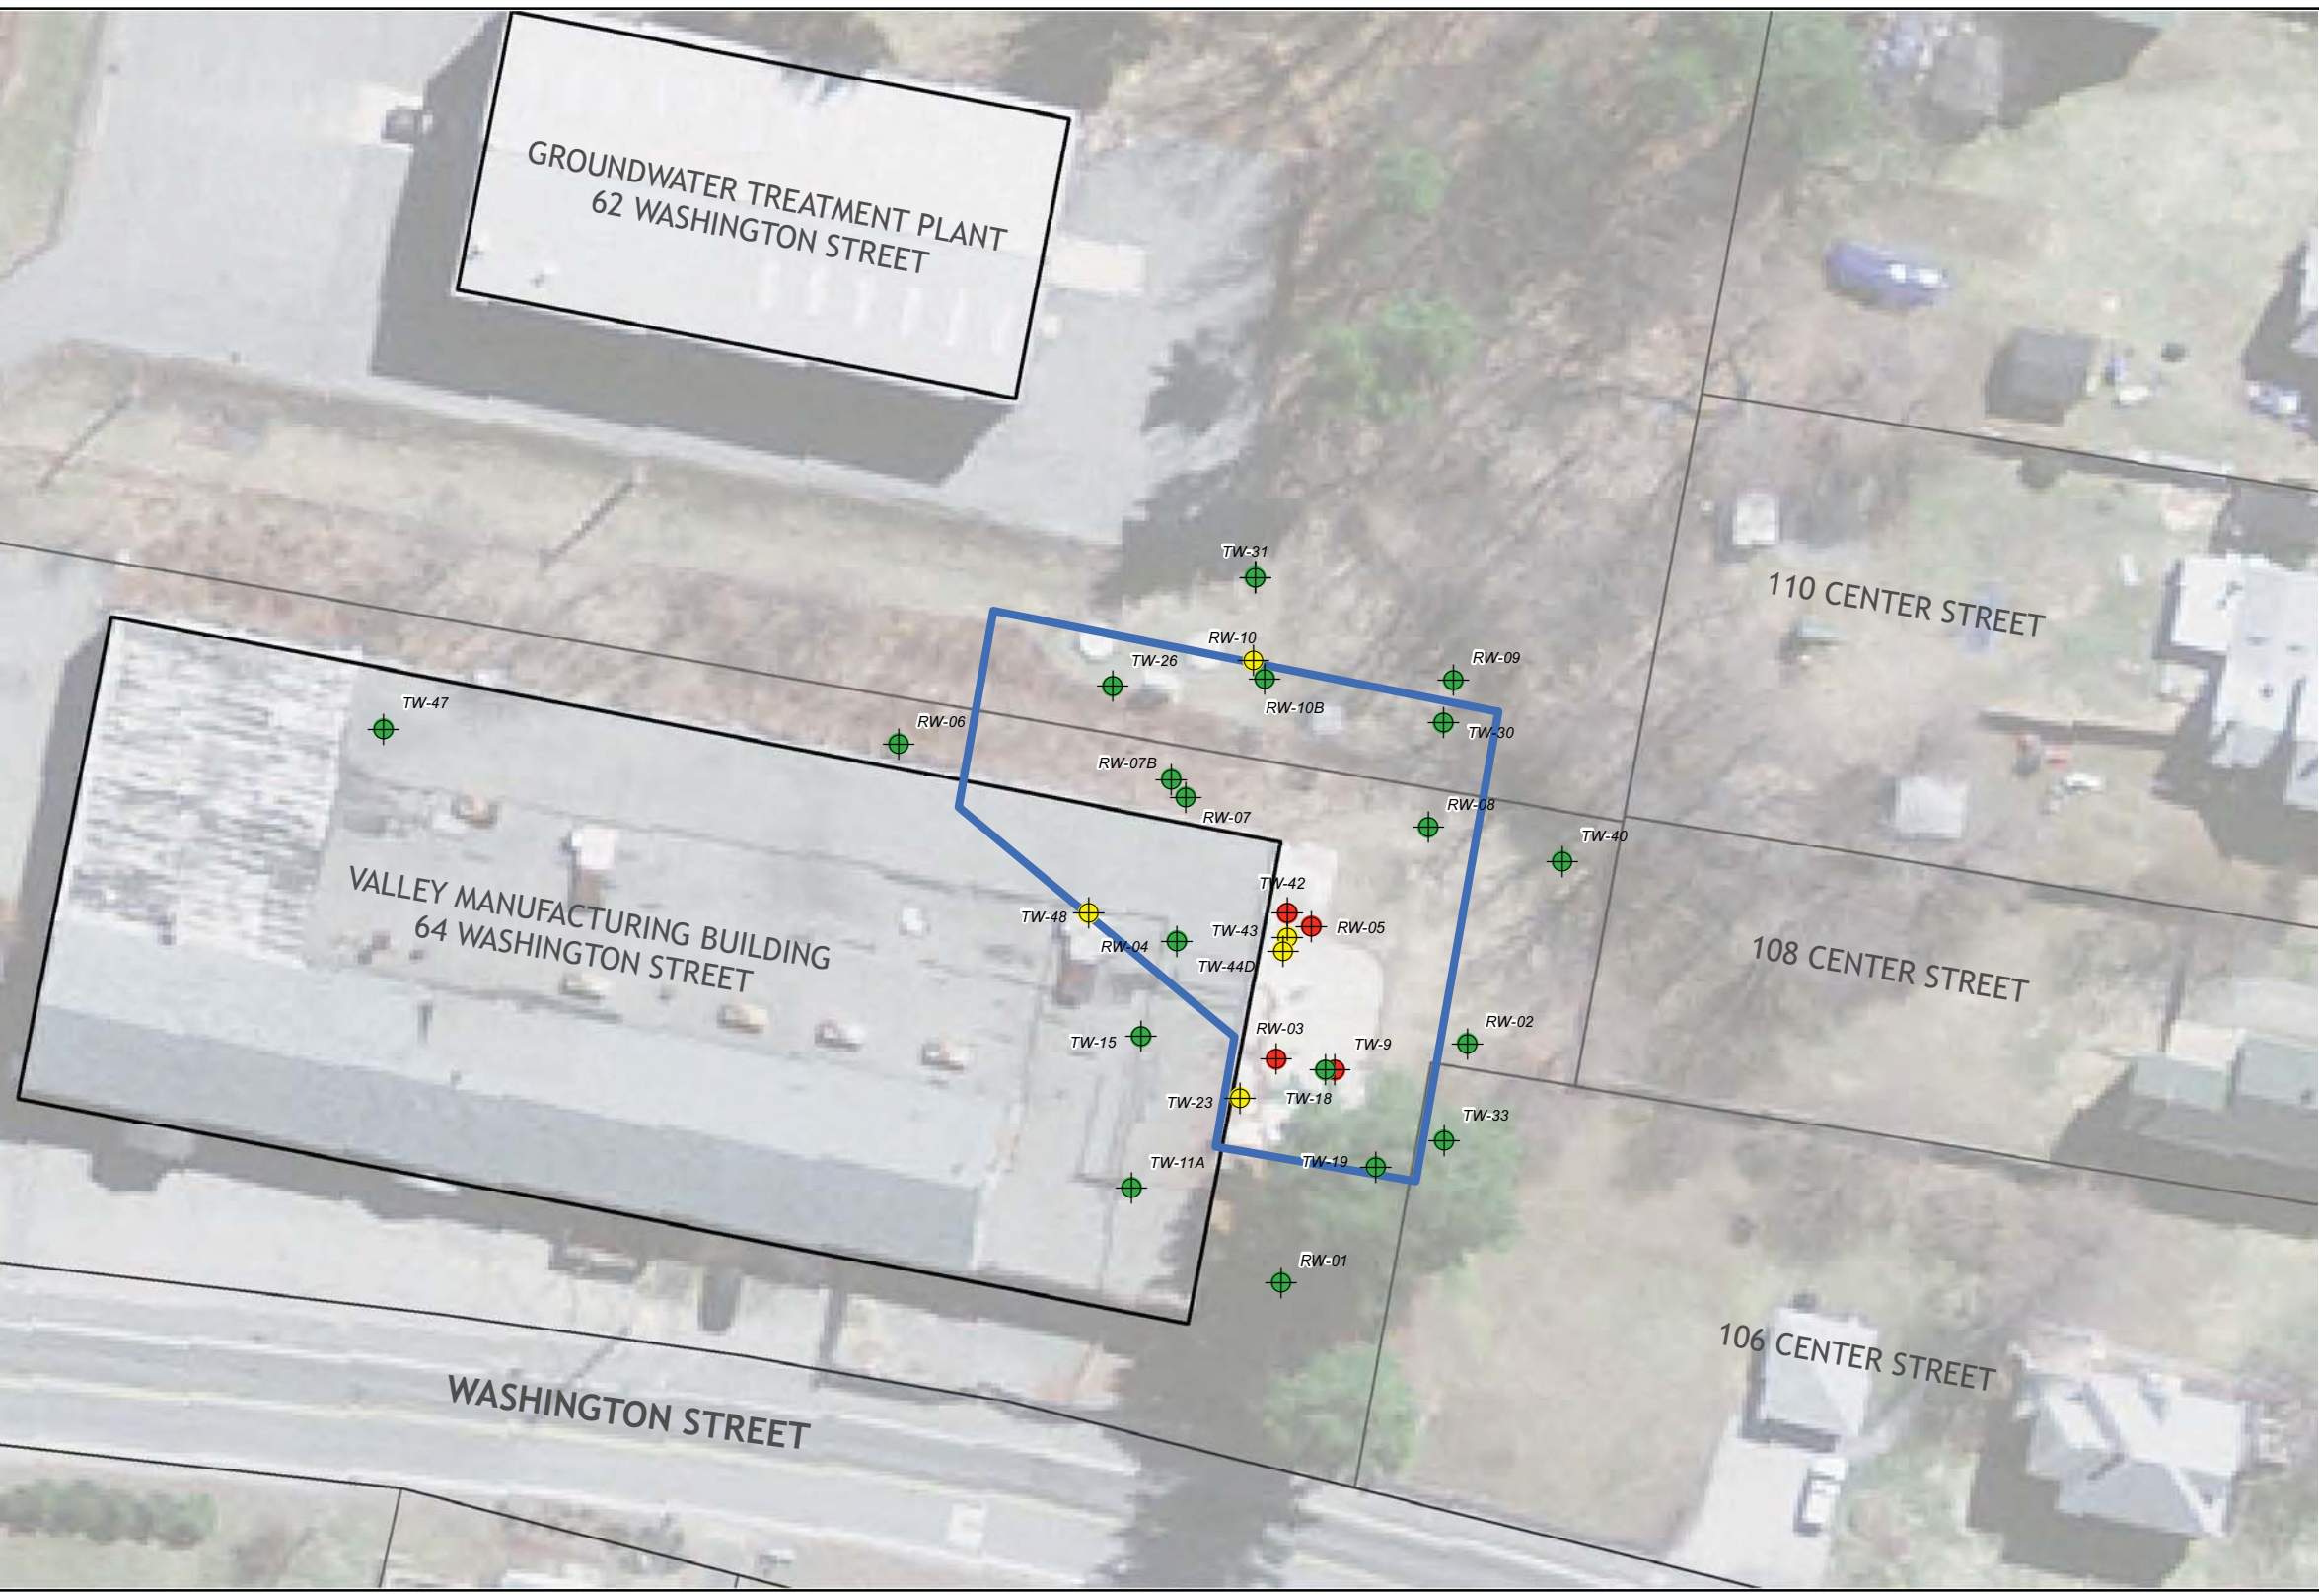 GROUNDWATER TREATMENT PLANT
62 WASHINGTON STREET
TW-31
110 CENTER STREET
RW-10
TW-26
RW-09
TW-47
RW-10B
RW-06
TW-30
RW-07B
RW-08
RW-07
TW-40
TW-42
VALLEY MANUFACTURING BUILDING
64 WASHINGTON STREET
TW-48
TW-43
RW-05
RW-04
TW-44D
108 CENTER STREET
RW-02
RW-03
TW-15
TW-9
TW-23
TW-18
TW-33
TW-11A
TW-19
RW-01
106 CENTER STREET
WASHINGTON STREET